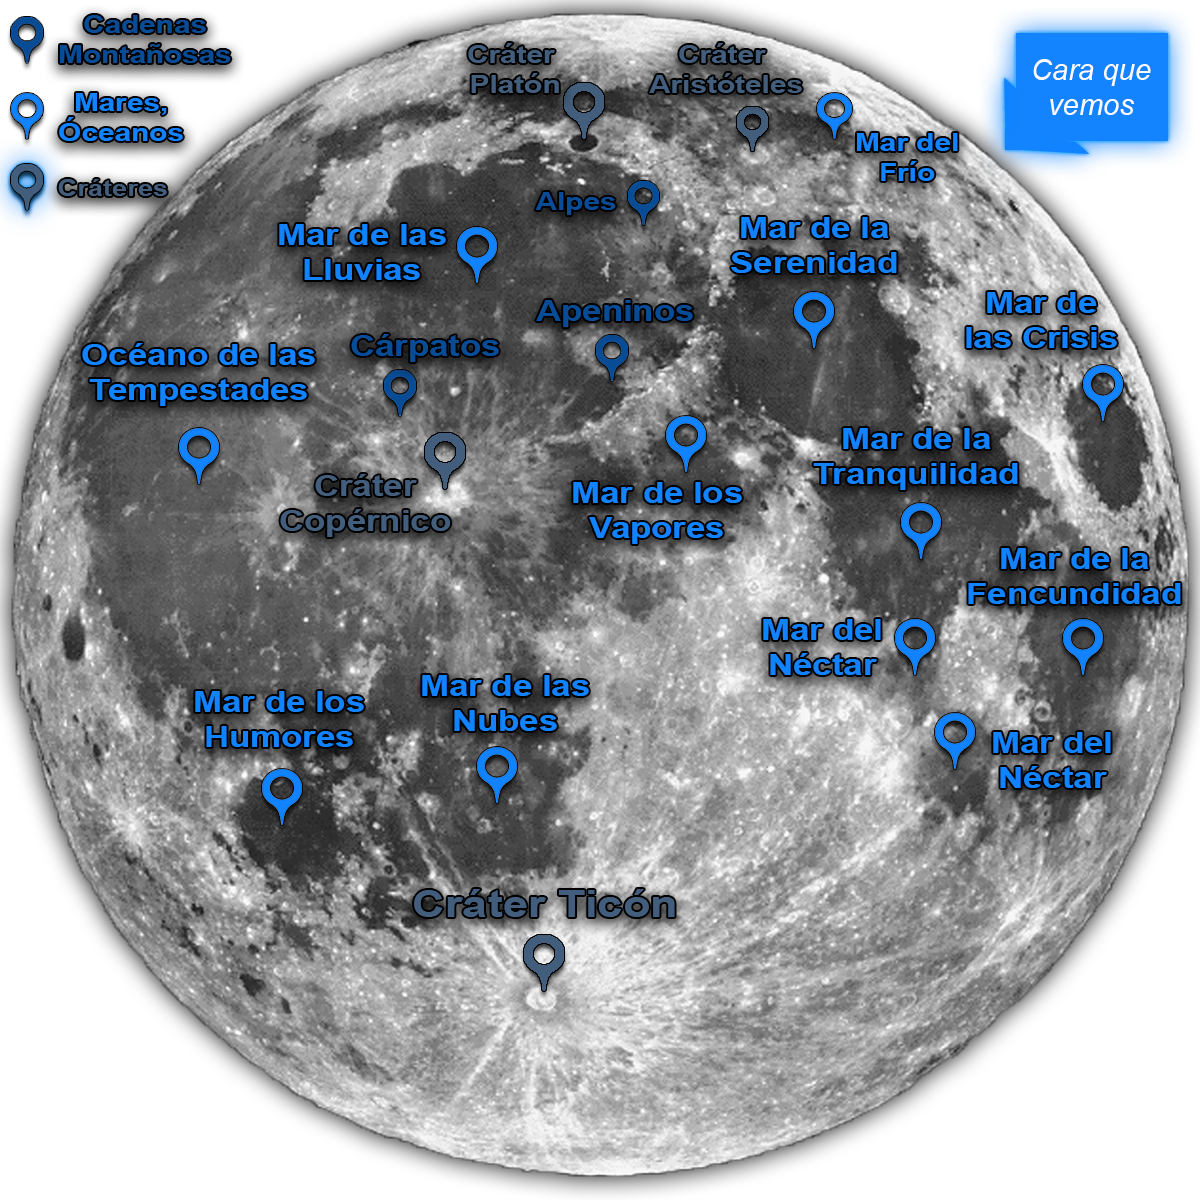 Cadenas
Montañosas
Mares,
Óceanos
Cráteres
Cara que
vemos
Cráter
Platón
Cráter
Aristóteles
Mar del
Frío
Alpes
Mar de las
Lluvias
Mar de la
Serenidad
Apeninos
Mar de
las Crisis
Cárpatos
Océano de las
Tempestades
Mar de la
Tranquilidad
Cráter
Copérnico
Mar de los
Vapores
Mar de la
Fencundidad
Mar del
Néctar
Mar de los
Humores
Mar de las
Nubes
Mar del
Néctar
Cráter Ticón